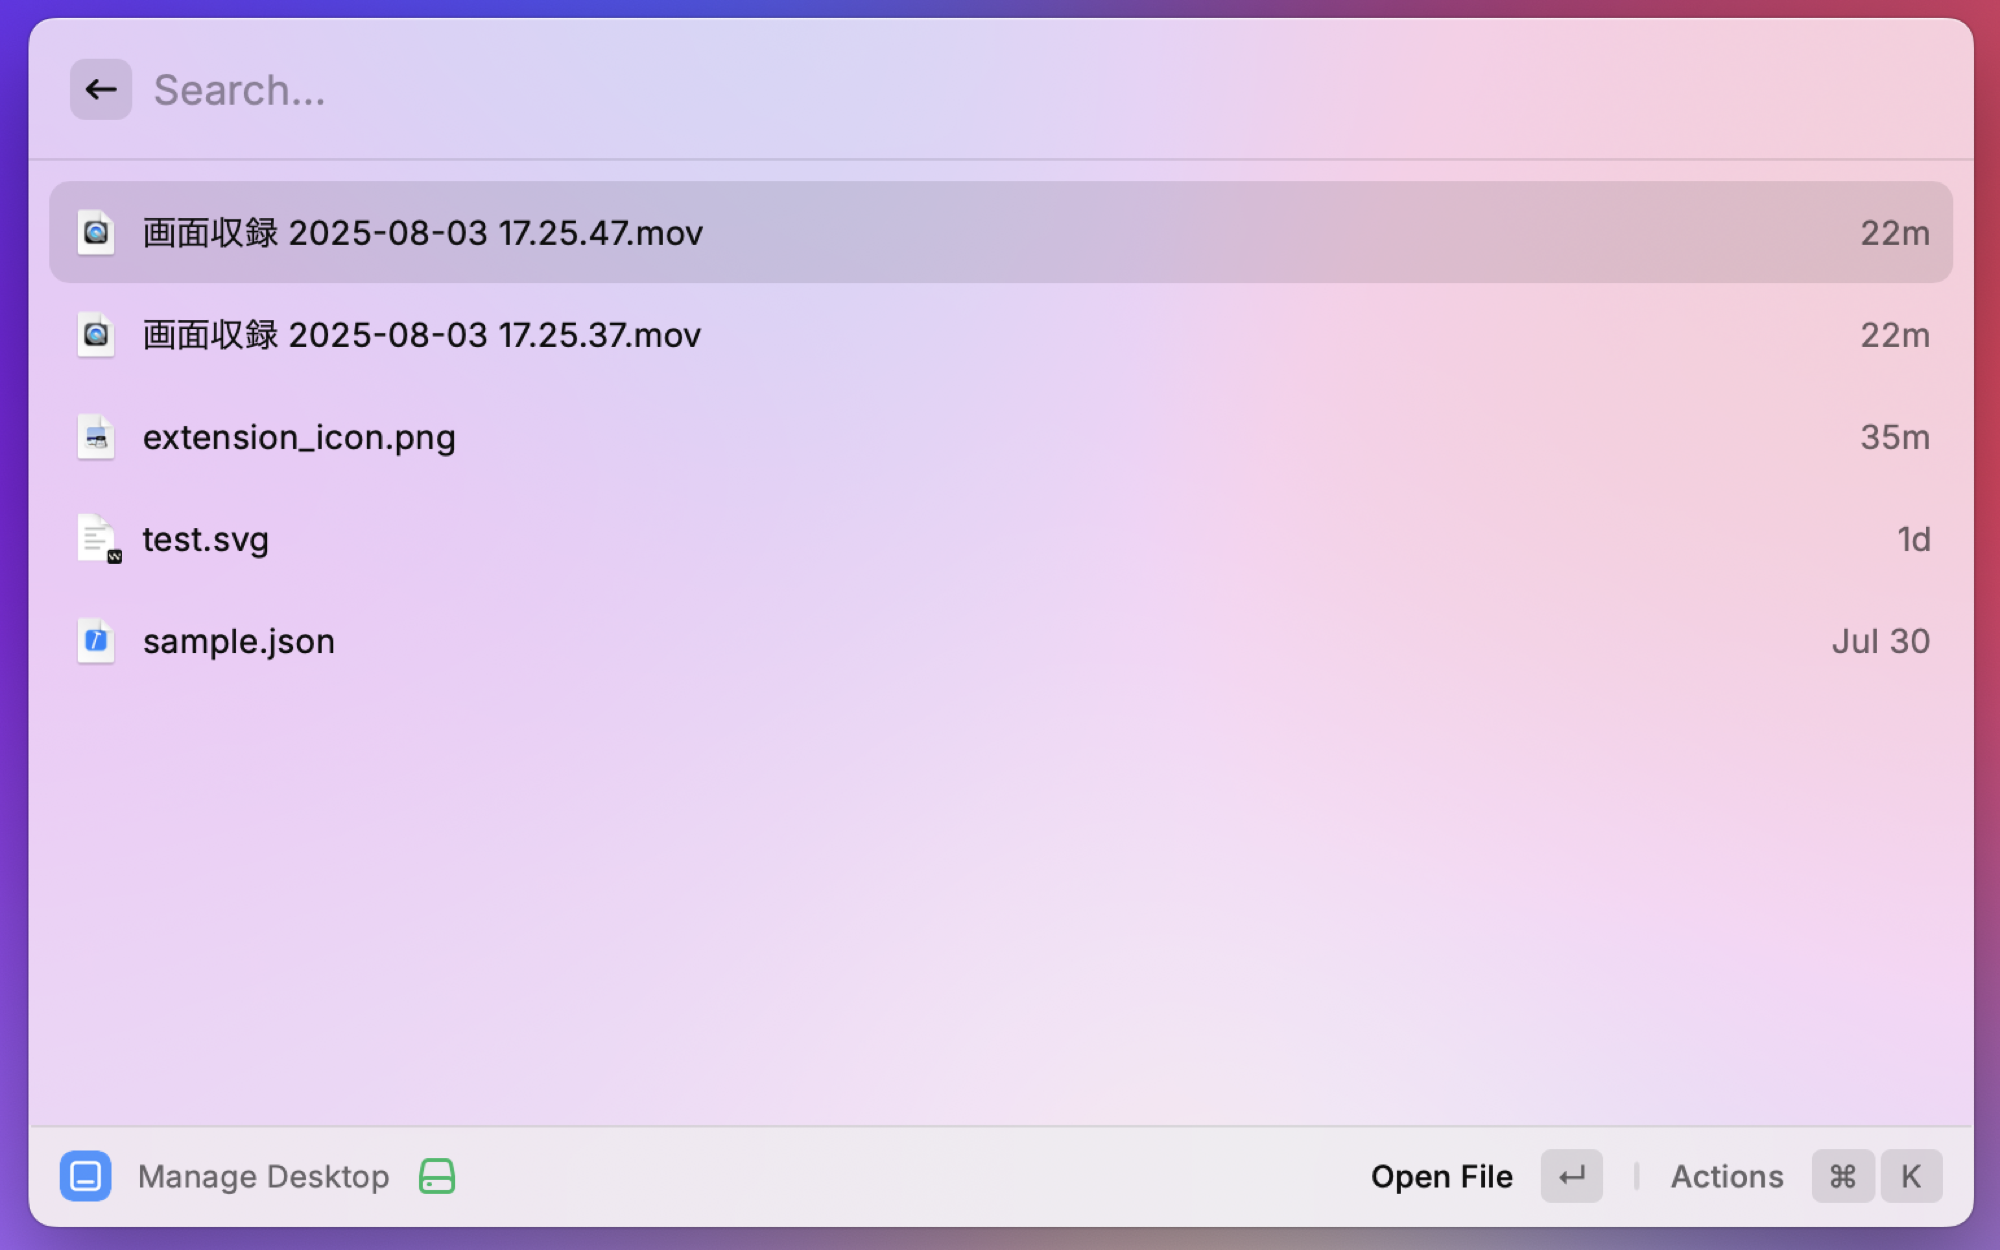 Search...
画面収録 2025-08-03 17.25.47.mov 22m
画面収録 2025-08-03 17.25.37.mov 22m
extension_icon.png 35m
test.svg 1d
sample.json Jul 30
Manage Desktop Open File ↵ Actions ⌘ K